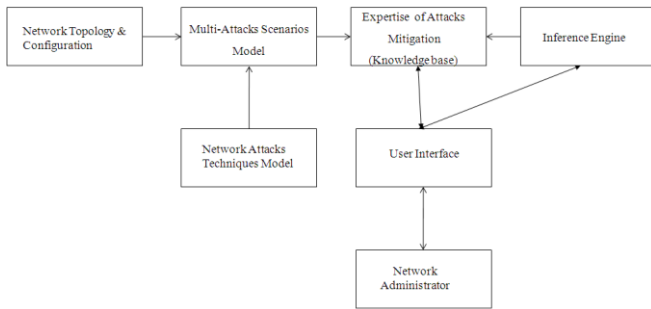 Network Topology &
Configuration
Multi-Attacks Scenarios
Model
Expertise of Attacks
Mitigation
(Knowledge base)
Inference Engine
Network Attacks
Techniques Model
User Interface
Network
Administrator